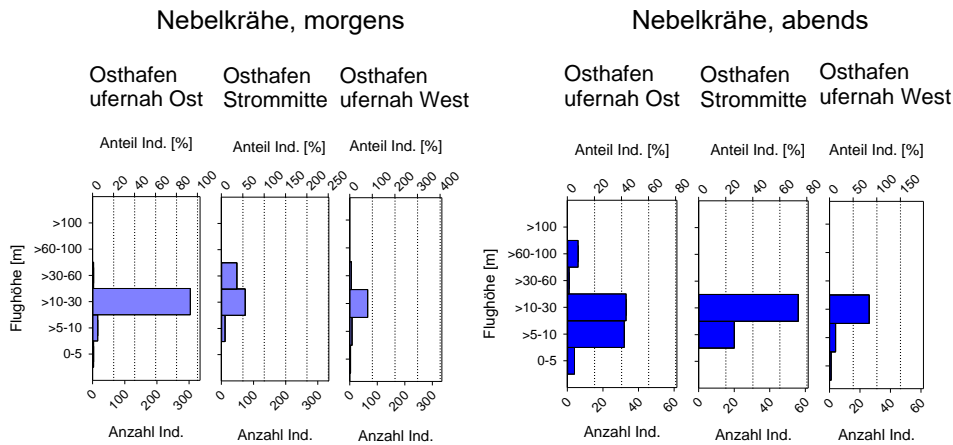 Nebelkrähe, morgens
Osthafen
ufernah Ost
Osthafen
Strommitte
Osthafen
ufernah West
Anteil Ind. [%]
Anteil Ind. [%]
Anteil Ind. [%]
0 20 40 60 80 100
0 50 100 150 200 250
0 100 200 300 400
Flughöhe [m]
>100
>60-100
>30-60
>10-30
>5-10
0-5
0 100 200 300
0 100 200 300
0 100 200 300
Anzahl Ind.
Anzahl Ind.
Anzahl Ind.
Nebelkrähe, abends
Osthafen
ufernah Ost
Osthafen
Strommitte
Osthafen
ufernah West
Anteil Ind. [%]
Anteil Ind. [%]
Anteil Ind. [%]
0 20 40 60 80
0 20 40 60 80
0 50 100 150
Flughöhe [m]
>100
>60-100
>30-60
>10-30
>5-10
0-5
0 20 40 60
0 20 40 60
0 20 40 60
Anzahl Ind.
Anzahl Ind.
Anzahl Ind.